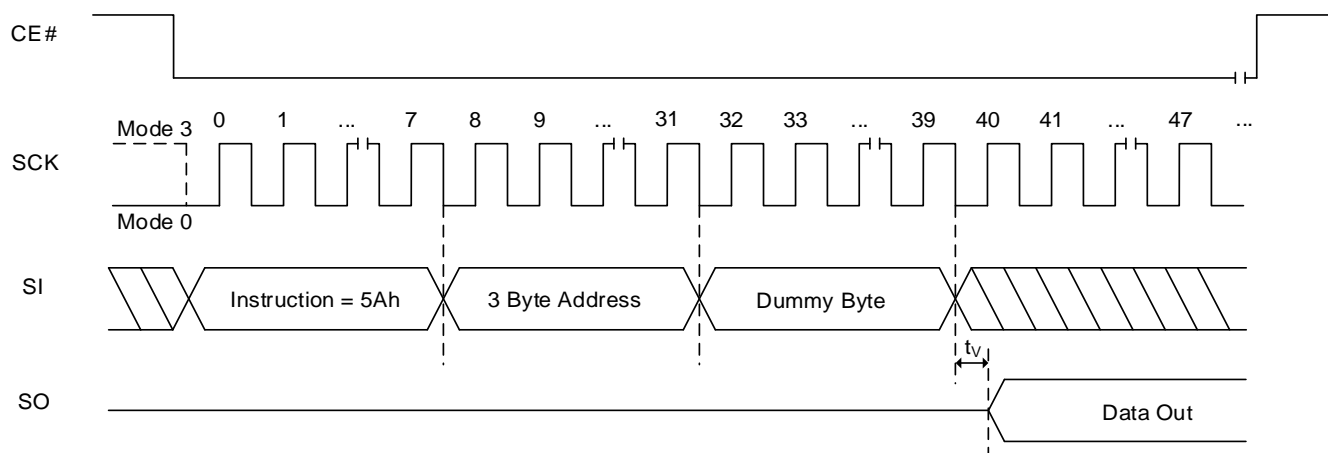 CE#
Mode 3 0 1 ... 7 8 9 ... 31 32 33 ... 39 40 41 ... 47 ...
SCK
Mode 0
SI Instruction = 5Ah 3 Byte Address Dummy Byte
tV
SO Data Out